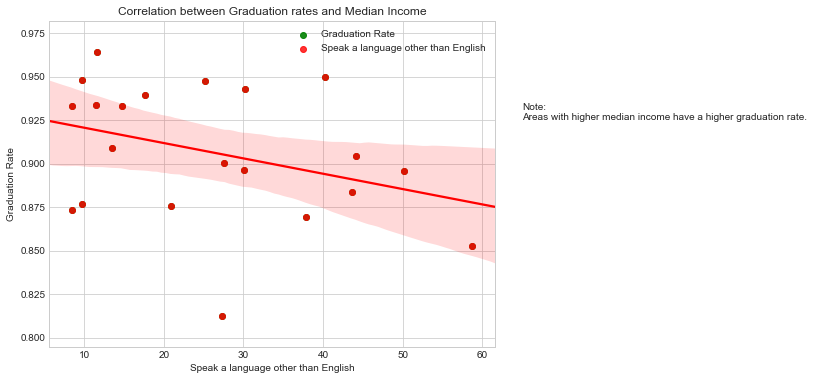 Correlation between Graduation rates and Median Income
Graduation Rate
Speak a language other than English
0.975
0.950
0.925
0.900
0.875
0.850
0.825
0.800
Graduation Rate
10 20 30 40 50 60
Speak a language other than English
Note:
Areas with higher median income have a higher graduation rate.